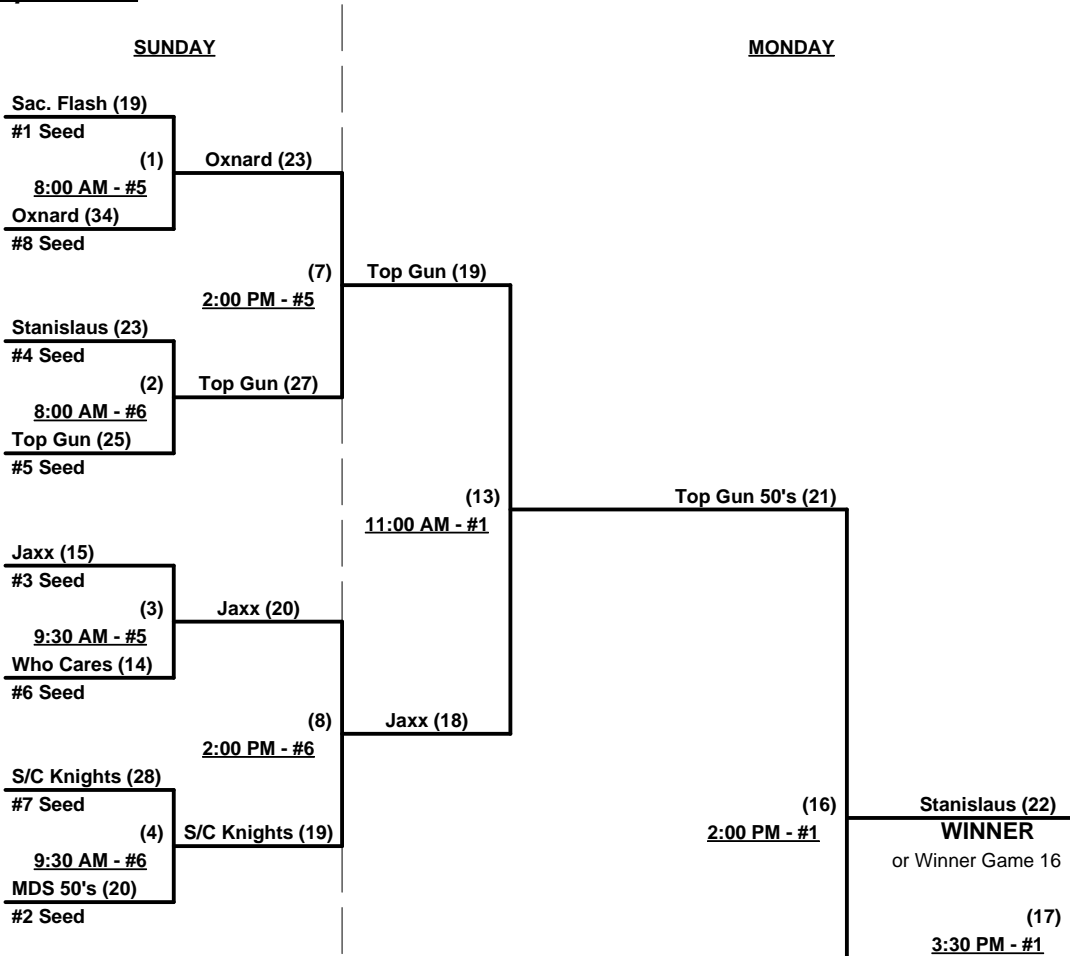 SUNDAY
MONDAY
Sac. Flash (19)
#1 Seed
(1)
Oxnard (23)
8:00 AM - #5
Oxnard (34)
#8 Seed
(7)
Top Gun (19)
2:00 PM - #5
Stanislaus (23)
#4 Seed
(2)
Top Gun (27)
8:00 AM - #6
Top Gun (25)
#5 Seed
(13)
Top Gun 50's (21)
11:00 AM - #1
Jaxx (15)
#3 Seed
(3)
Jaxx (20)
9:30 AM - #5
Who Cares (14)
#6 Seed
(8)
Jaxx (18)
2:00 PM - #6
S/C Knights (28)
#7 Seed
(16)
Stanislaus (22)
(4)
S/C Knights (19)
2:00 PM - #1
WINNER
9:30 AM - #6
or Winner Game 16
MDS 50's (20)
#2 Seed
(17)
3:30 PM - #1